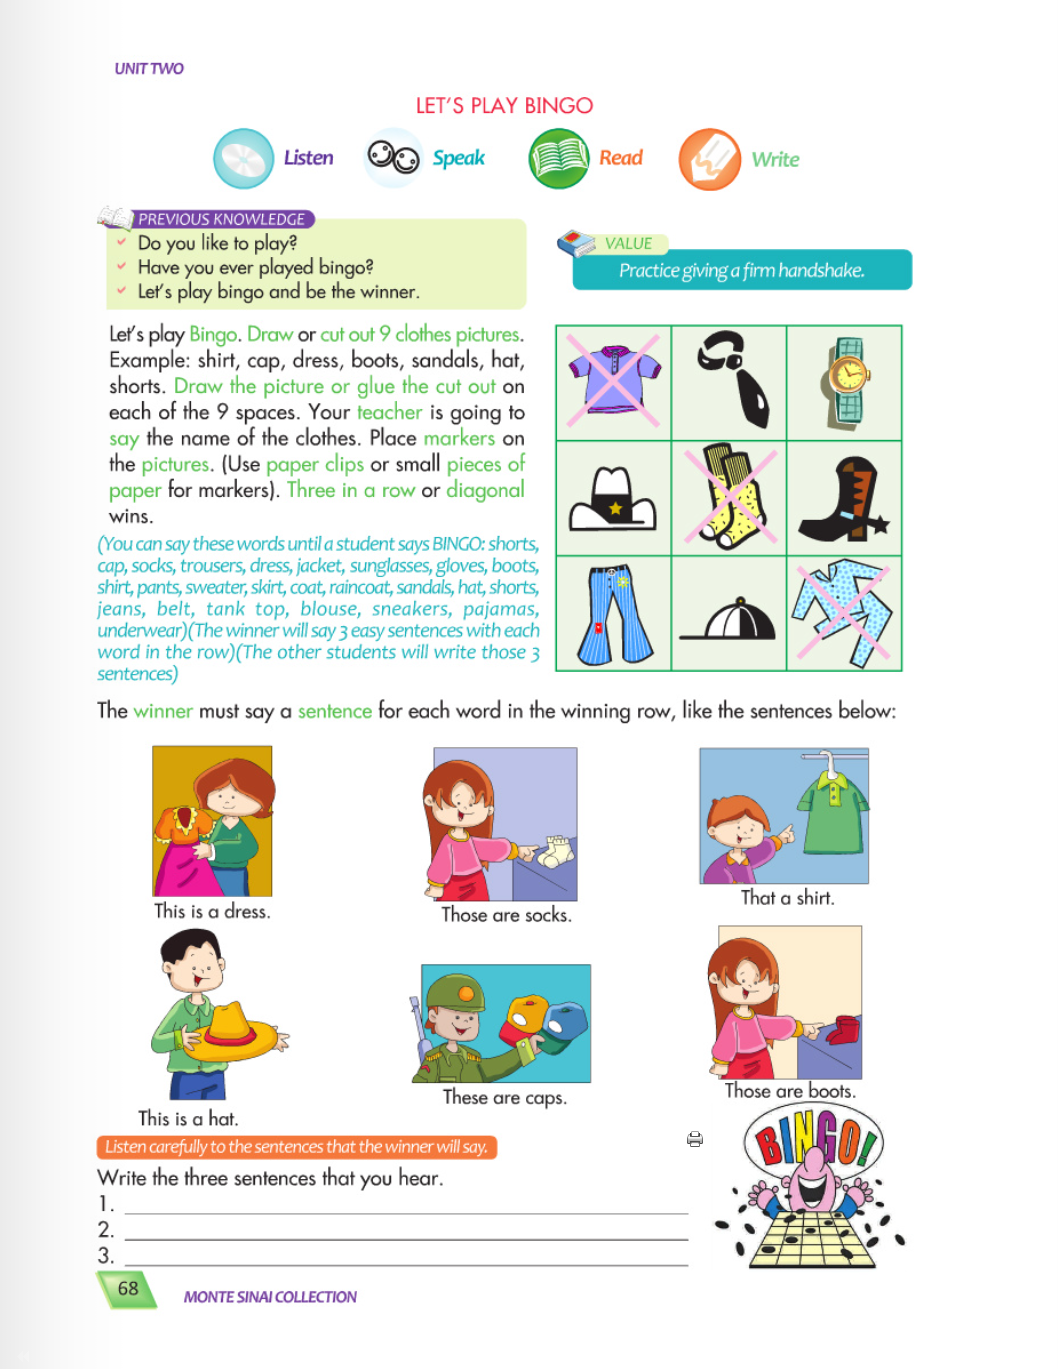 UNIT TWO
LET'S PLAY BINGO
Listen
Speak
Read
Write
PREVIOUS KNOWLEDGE
Do you like to play?
Have you ever played bingo?
Let's play bingo and be the winner.
VALUE
Practice giving a firm handshake.
Let's play Bingo. Draw or cut out 9 clothes pictures.
Example: shirt, cap, dress, boots, sandals, hat,
shorts. Draw the picture or glue the cut out on
each of the 9 spaces. Your teacher is going to
say the name of the clothes. Place markers on
the pictures. (Use paper clips or small pieces of
paper for markers). Three in a row or diagonal
wins.
(You can say these words until a student says BINGO: shorts,
cap, socks, trousers, dress, jacket, sunglasses, gloves, boots,
shirt, pants, sweater, skirt, coat, raincoat, sandals, hat, shorts,
jeans, belt, tank top, blouse, sneakers, pajamas,
underwear)(The winner will say 3 easy sentences with each
word in the row)(The other students will write those 3
sentences)
The winner must say a sentence for each word in the winning row, like the sentences below:
This is a dress.
Those are socks.
That a shirt.
This is a hat.
These are caps.
Those are boots.
Listen carefully to the sentences that the winner will say.
BINGO!
Write the three sentences that you hear.
1.
2.
3.
68
MONTE SINAI COLLECTION